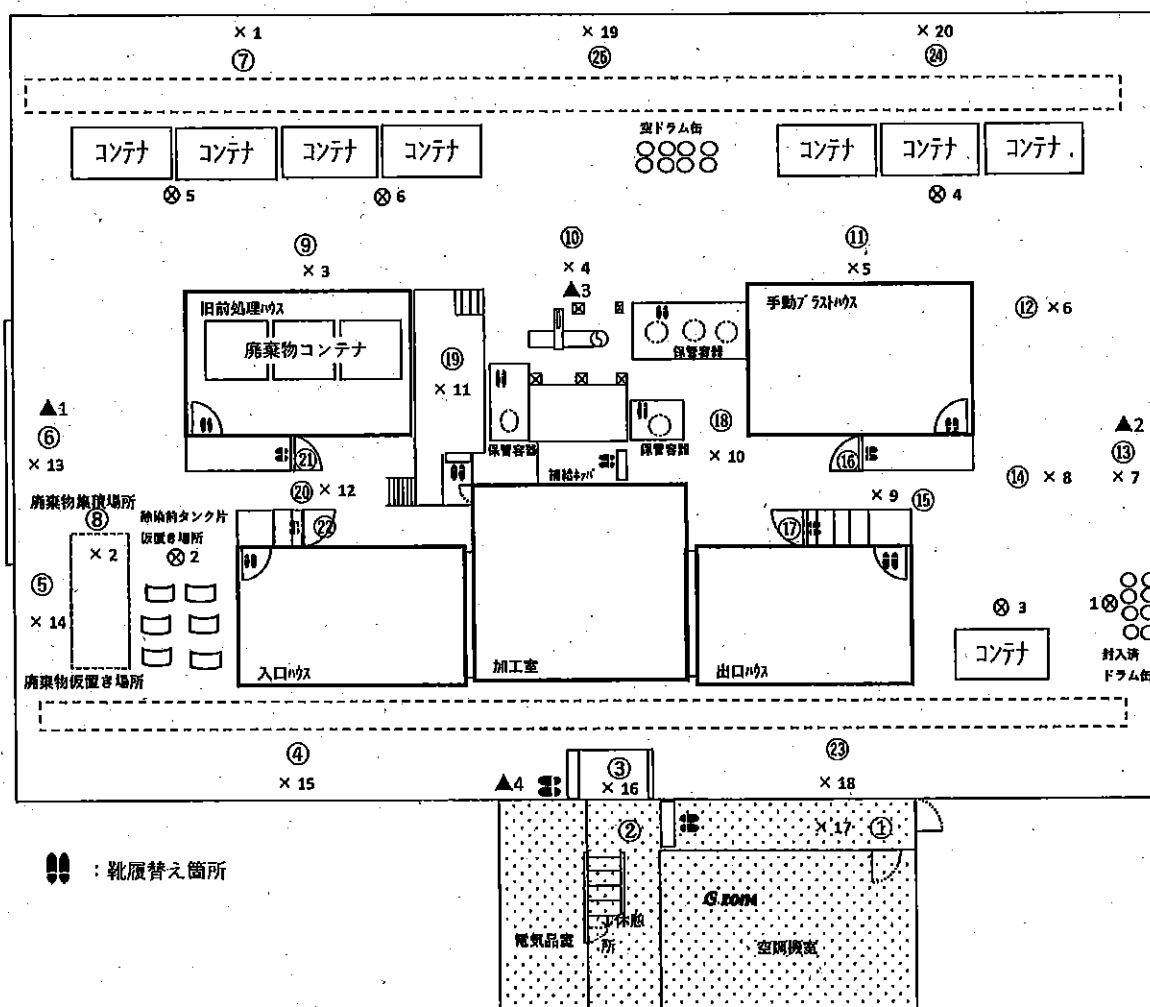 × 1 × 19 × 20
⑦ ㉖ ㉔
空ドラム缶
コンテナ コンテナ コンテナ コンテナ コンテナ コンテナ コンテナ
⊗ 5 ⊗ 6 ⊗ 4
⑨ ⑩ ⑪
× 3 × 4 × 5
▲3
旧前処理ハウス 手動ブラストハウス ⑫ × 6
廃棄物コンテナ 保管容器
⑲
× 11
▲1 ▲2
⑥ ⑱ ⑬
× 13 保管容器 保管容器 × 10 ㉑ ⑯
補給ホッパ ⑭ × 8 × 7
⑳ × 12 × 9 ⑮
廃棄物集積場所
⑧ 除染前タンク片
仮置き場所
㉒ ⑰
× 2 ⊗ 2
⑤
× 14 ⊗ 3 1 ⊗
コンテナ
封入済
ドラム缶
廃棄物仮置き場所 入口ハウス 加工室 出口ハウス
④ ③ ㉓
× 15 ▲4 × 16 × 18
② × 17 ①
：靴履替え箇所
G zone
休憩
所
電気品室 空調機室